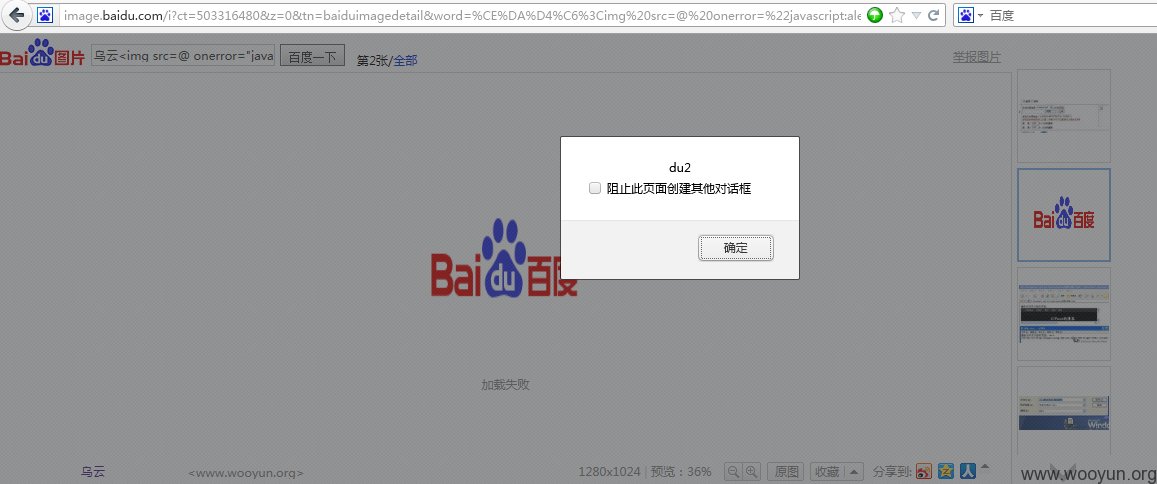 image.baidu.com/i?ct=503316480&z=0&tn=baiduimagedetail&word=%CE%DA%D4%C6%3Cimg%20src=@%20onerror=%22javascript:ale
百度
Bai du 图片
乌云<img src=@ onerror="java
百度一下
第2张/全部
举报图片
du2
阻止此页面创建其他对话框
确定
Bai du 百度
Bai du 百度
加载失败
乌云
<www.wooyun.org>
1280x1024 | 预览：36%
原图
收藏
分享到:
www.wooyun.org